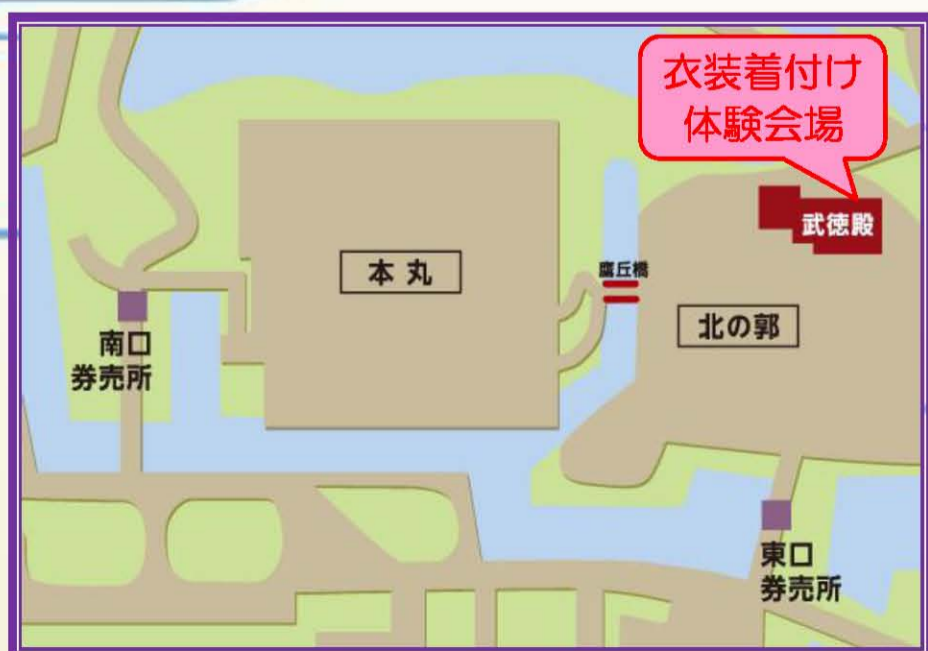 衣装着付け
体験会場
武徳殿
本丸
鷹丘橋
北の郭
南口
券売所
東口
券売所